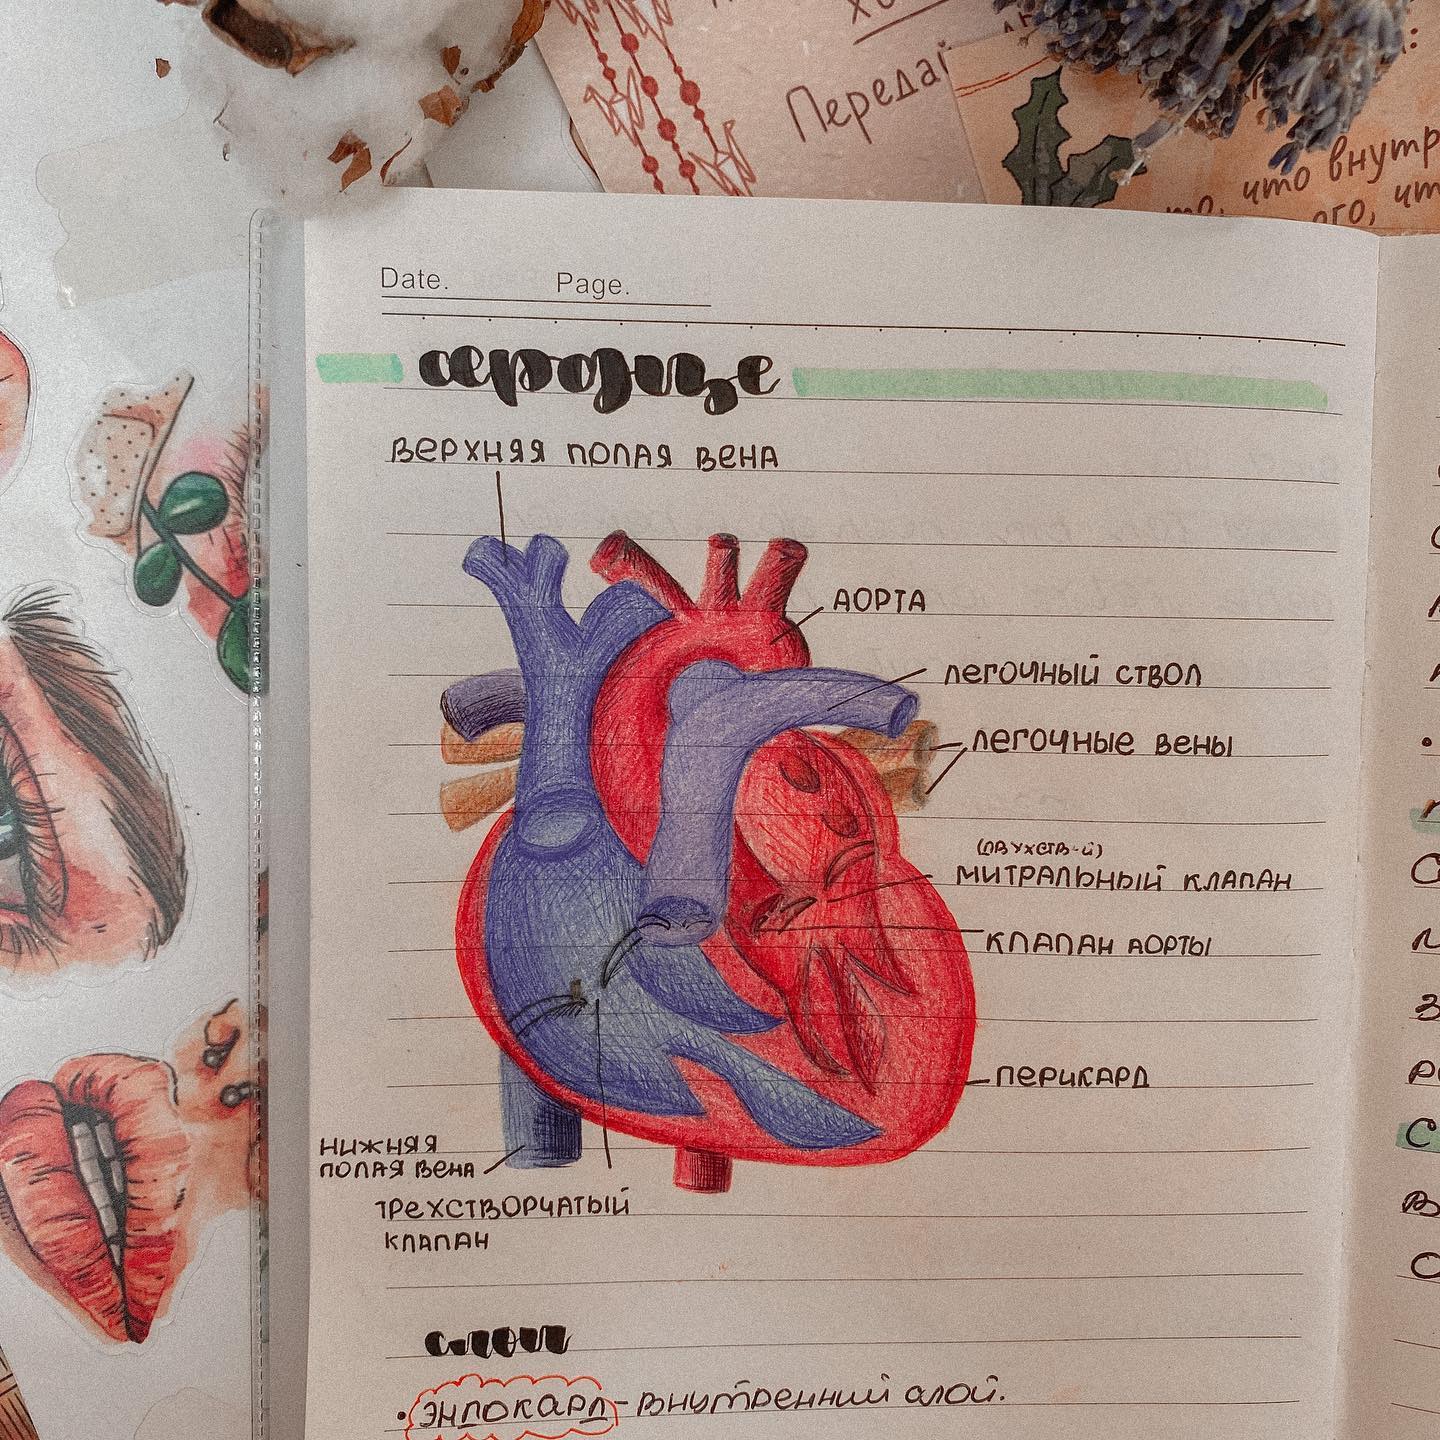 Передай
что внутр
ого, чт
Date. Page.
сердце
верхняя полая вена
аорта
легочный ствол
легочные вены
(двухств-й)
митральный клапан
клапан аорты
перикард
нижняя
полая вена
трехстворчатый
клапан
слои
• эндокард - внутренний слой.